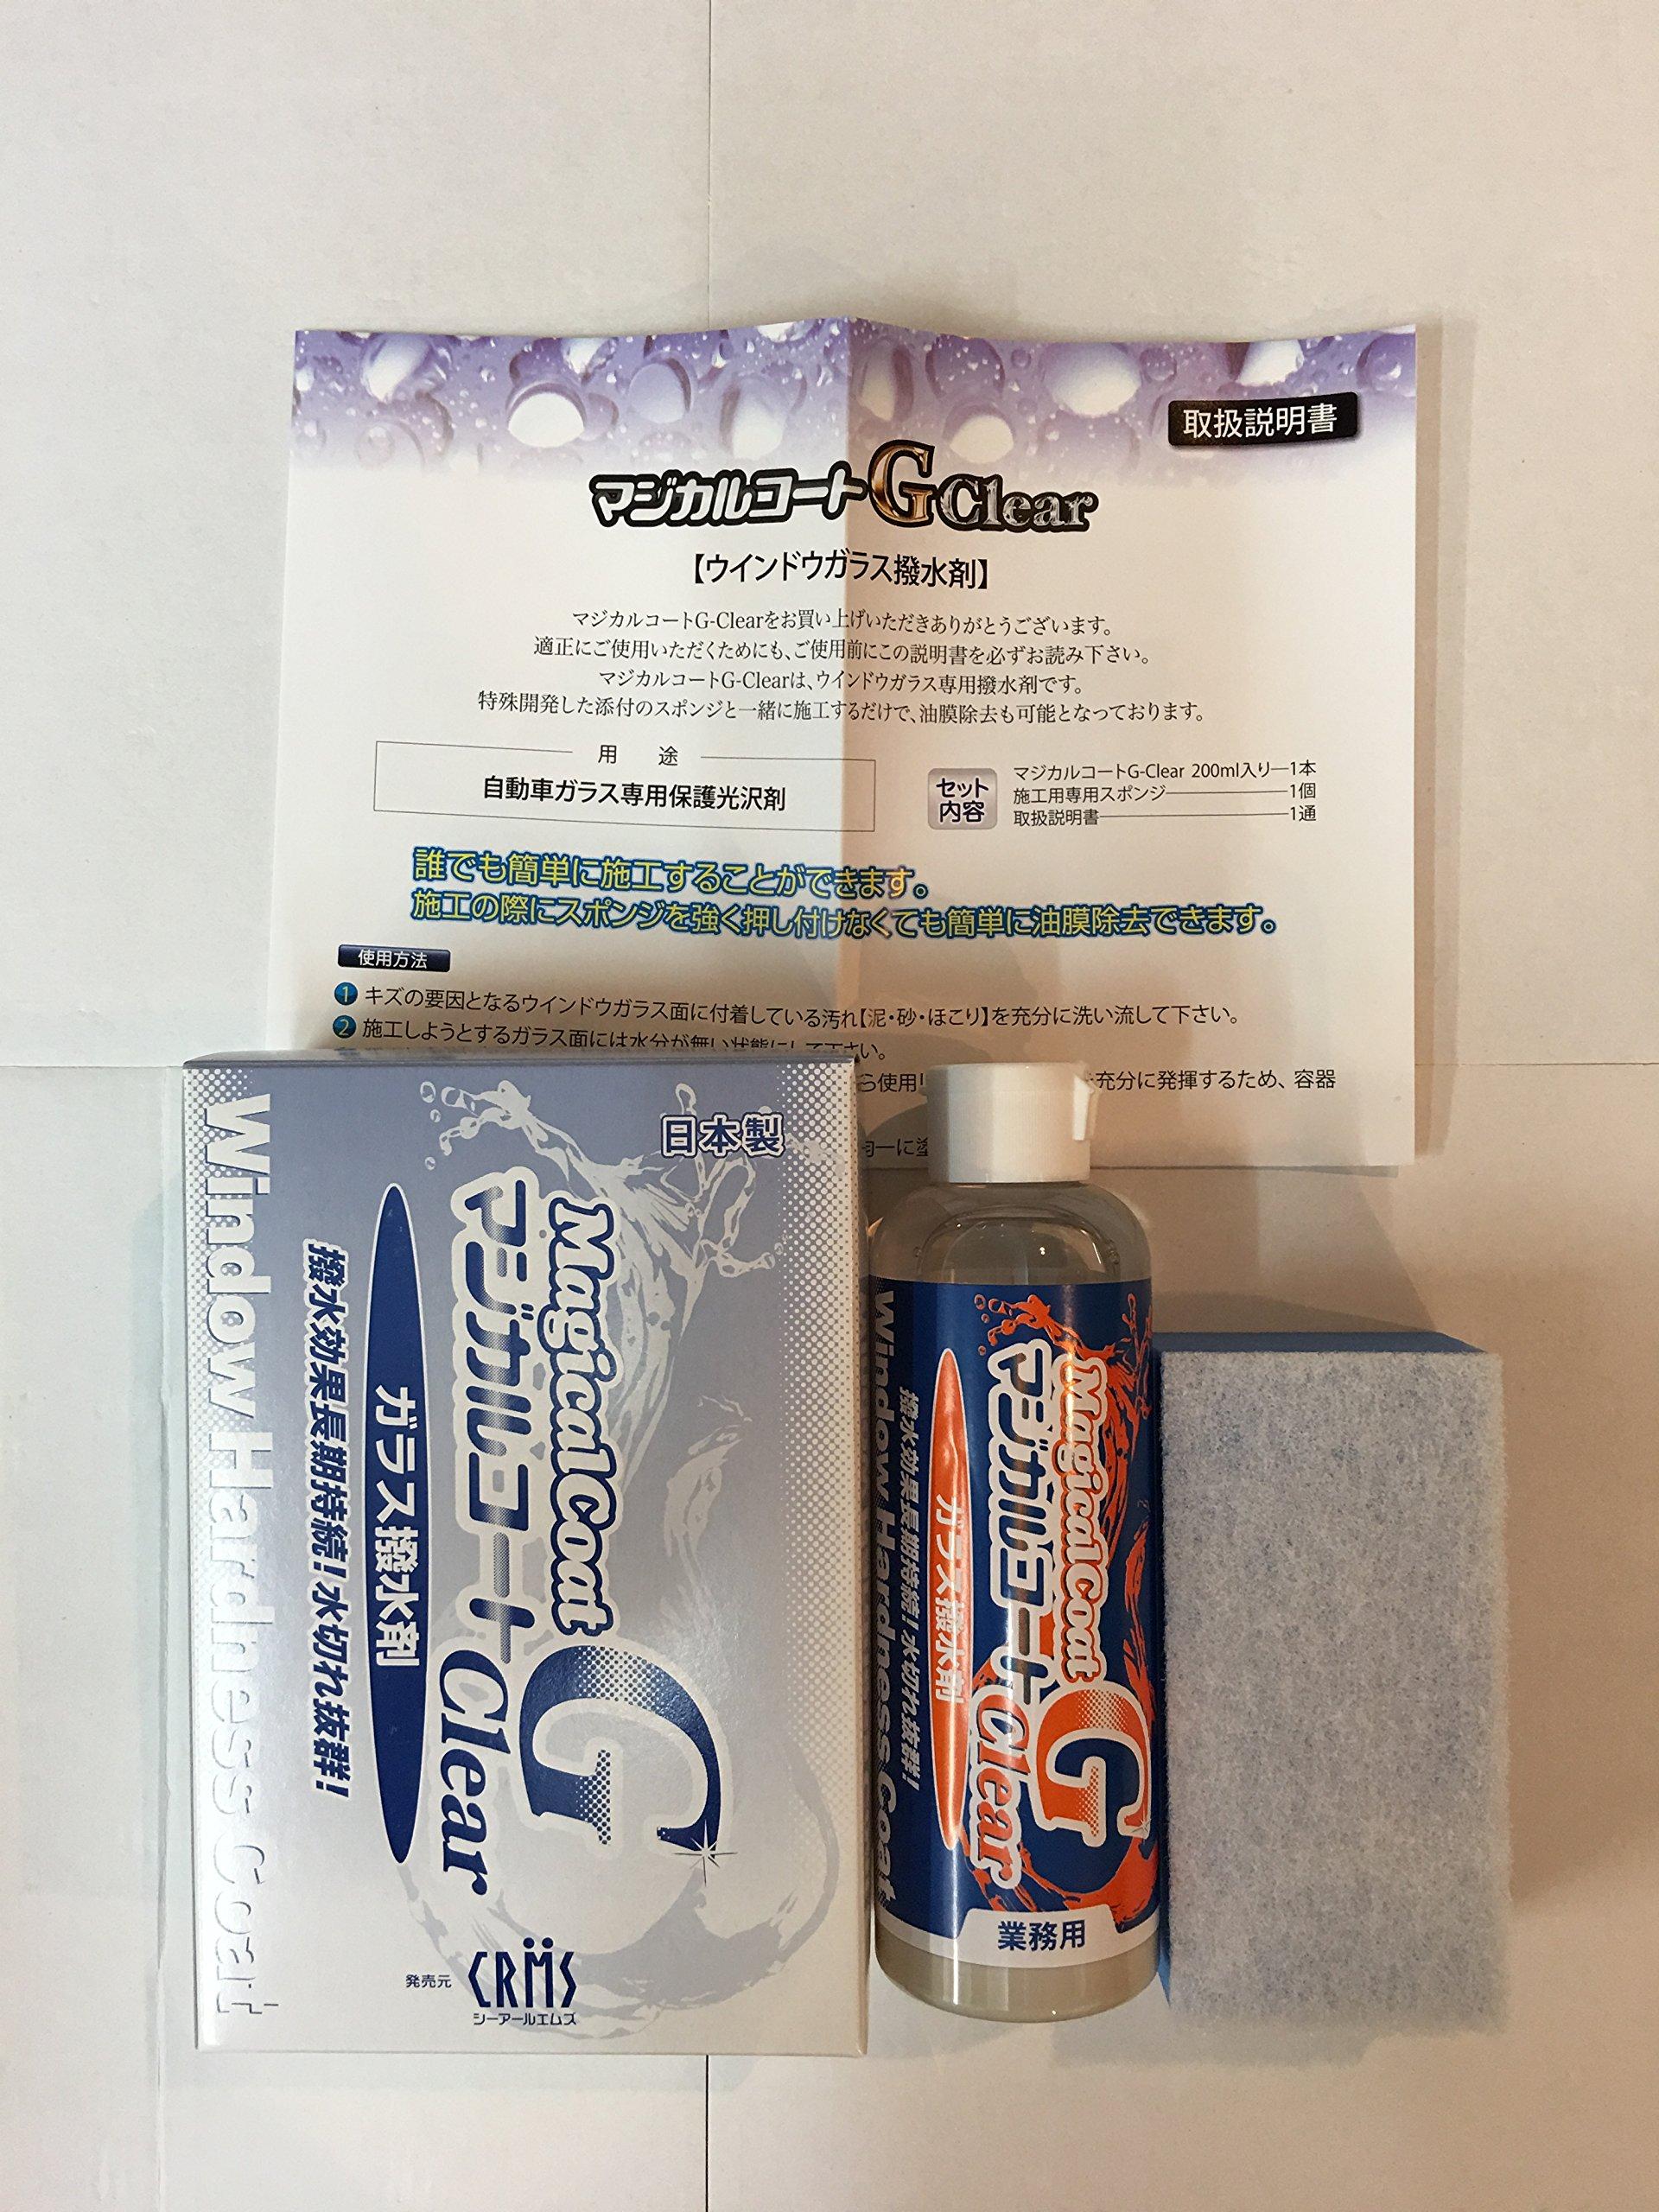 取扱説明書
マジカルコートG Clear
【ウインドウガラス撥水剤】
マジカルコートG-Clearをお買い上げいただきありがとうございます。
適正にご使用いただくためにも、ご使用前にこの説明書を必ずお読み下さい。
マジカルコートG-Clearは、ウインドウガラス専用撥水剤です。
特殊開発した添付のスポンジと一緒に施工するだけで、油膜除去も可能となっております。
用 途
自動車ガラス専用保護光沢剤
セット
内容
マジカルコートG-Clear 200ml入り 1本
施工用専用スポンジ 1個
取扱説明書 1通
誰でも簡単に施工することができます。
施工の際にスポンジを強く押し付けなくても簡単に油膜除去できます。
使用方法
1 キズの要因となるウインドウガラス面に付着している汚れ【泥・砂・ほこり】を充分に洗い流して下さい。
2 施工しようとするガラス面には水分が無い状態にして下さい。
ら使用 充分に発揮するため、容器
一に塗
日本製
Magical Coat G
マジカルコート Clear
ガラス撥水剤
撥水効果長期持続!水切れ抜群!
Window Hardness Coat
発売元
CRMS
シーアールエムズ
Magical Coat G
マジカルコート Clear
ガラス撥水剤
撥水効果長期持続!水切れ抜群!
Window Hardness Coat
業務用